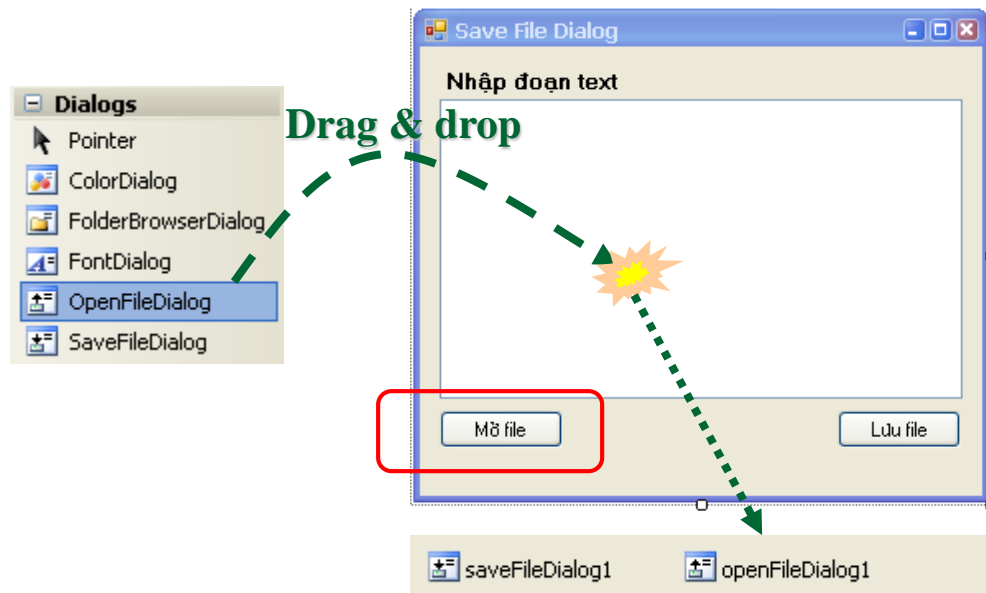 Save File Dialog
Nhập đoạn text
Dialogs
Pointer
ColorDialog
FolderBrowserDialog
FontDialog
OpenFileDialog
SaveFileDialog
Drag & drop
Mở file
Lưu file
saveFileDialog1
openFileDialog1